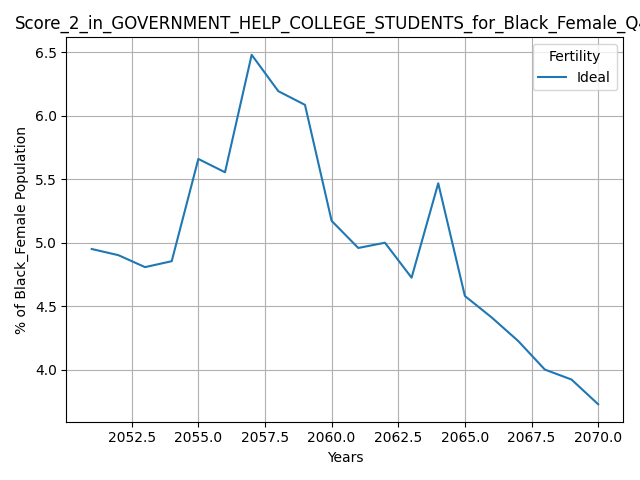 Score_2_in_GOVERNMENT_HELP_COLLEGE_STUDENTS_for_Black_Female_Q4
Fertility
Ideal
% of Black_Female Population
6.5
6.0
5.5
5.0
4.5
4.0
2052.5 2055.0 2057.5 2060.0 2062.5 2065.0 2067.5 2070.0
Years